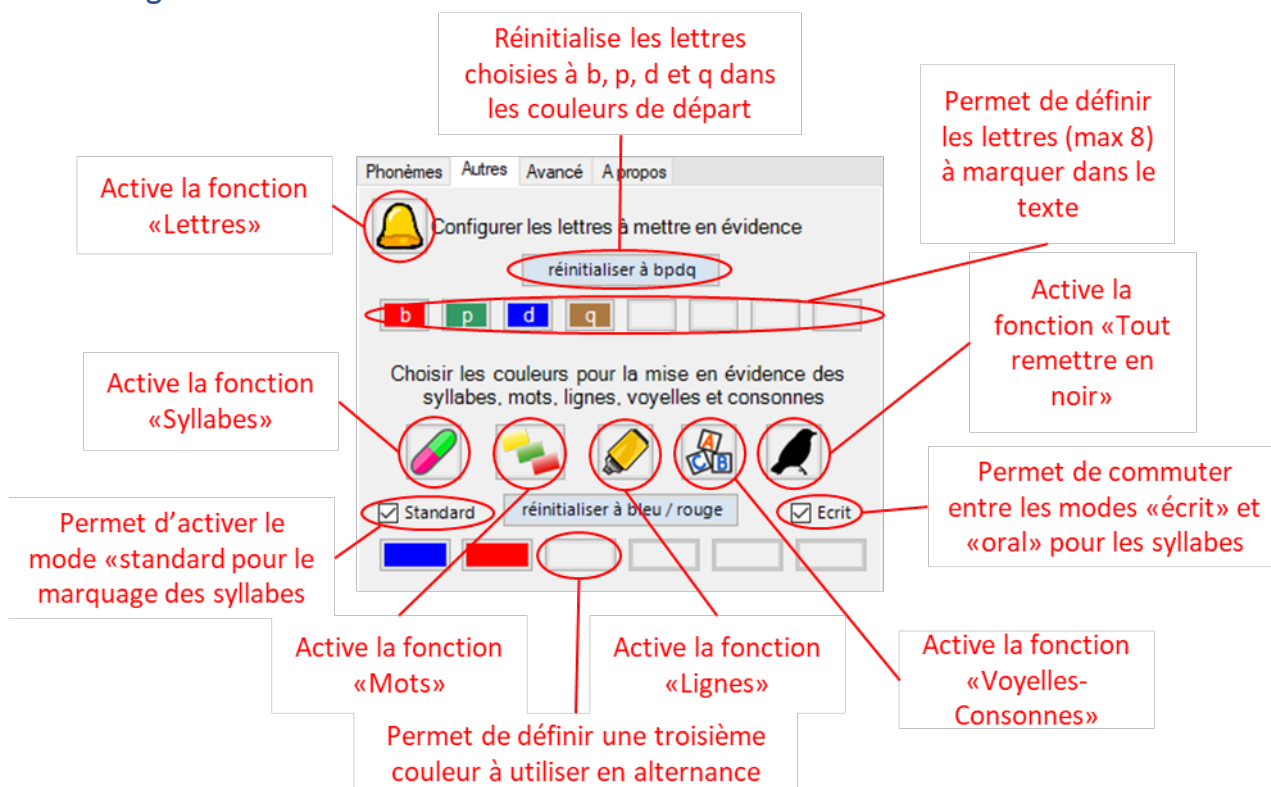 Réinitialise les lettres
choisies à b, p, d et q dans
les couleurs de départ
Permet de définir
les lettres (max 8)
à marquer dans le
texte
Active la fonction
«Lettres»
Phonèmes Autres Avancé A propos
Configurer les lettres à mettre en évidence
réinitialiser à bpdq
b p d q
Active la
fonction «Tout
remettre en
noir»
Active la fonction
«Syllabes»
Choisir les couleurs pour la mise en évidence des
syllabes, mots, lignes, voyelles et consonnes
A
C B
Permet de commuter
entre les modes «écrit» et
«oral» pour les syllabes
Permet d’activer le
mode «standard pour le
marquage des syllabes
Standard réinitialiser à bleu / rouge Ecrit
Active la fonction
«Mots»
Active la fonction
«Lignes»
Active la fonction
«Voyelles-
Consonnes»
Permet de définir une troisième
couleur à utiliser en alternance